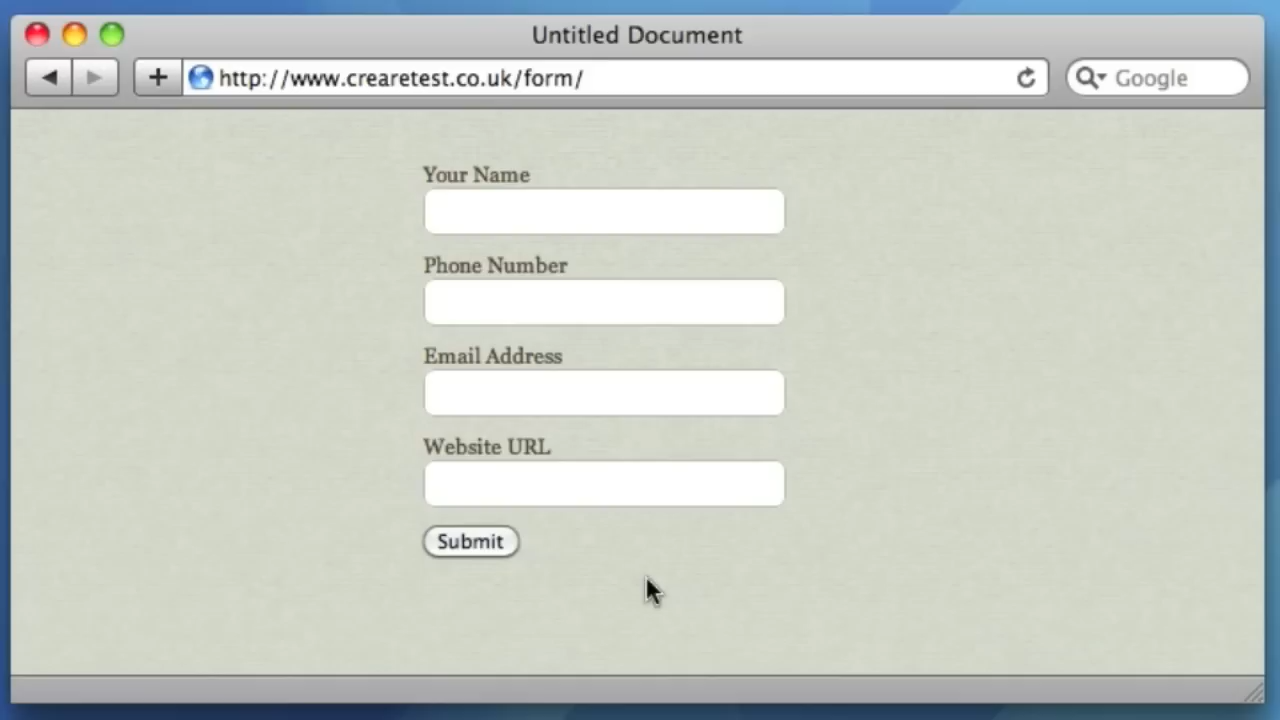 Untitled Document
http://www.crearetest.co.uk/form/
Google
Your Name
Phone Number
Email Address
Website URL
Submit